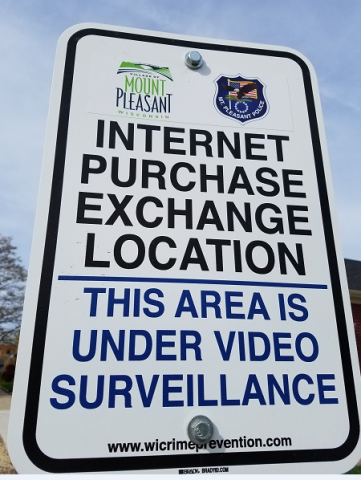 VILLAGE OF
MOUNT
PLEASANT
WISCONSIN
MT. PLEASANT POLICE
INTERNET
PURCHASE
EXCHANGE
LOCATION
THIS AREA IS
UNDER VIDEO
SURVEILLANCE
www.wicrimeprevention.com